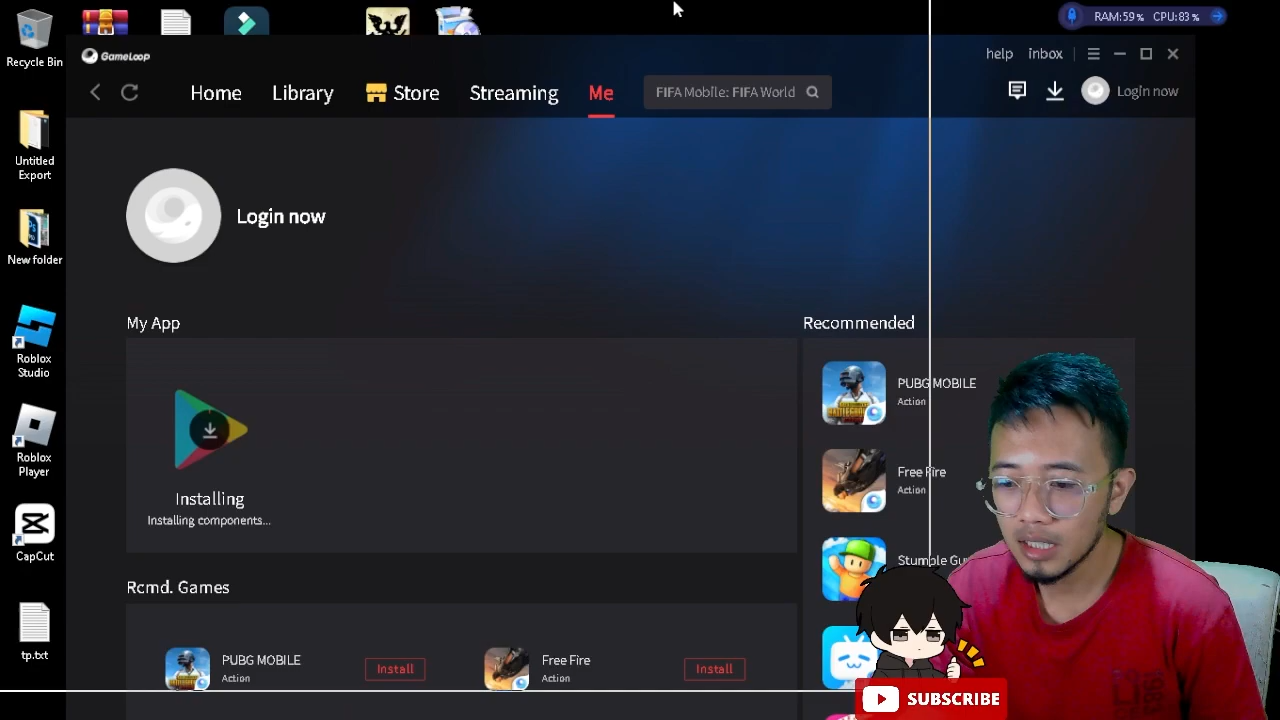 RAM:59% CPU:83%
Recycle Bin
GameLoop
help inbox
Home Library Store Streaming Me
FIFA Mobile: FIFA World
Login now
Untitled
Export
Login now
New folder
My App
Recommended
Roblox
Studio
PUBG MOBILE
Action
Roblox
Player
Free Fire
Action
Installing
Installing components...
CapCut
Stumble Gu
Rcmd. Games
tp.txt
PUBG MOBILE
Action
Install
Free Fire
Action
Install
SUBSCRIBE